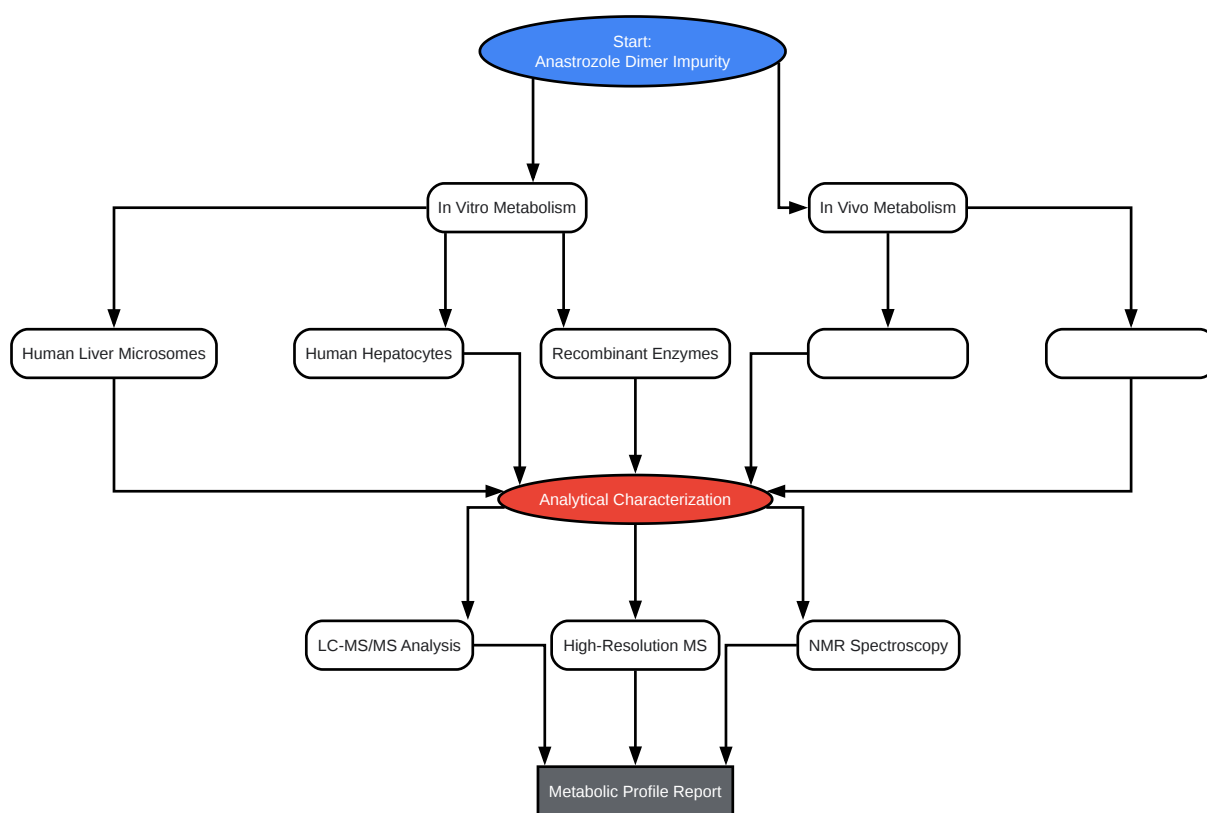 Start:
Anastrozole Dimer Impurity
In Vitro Metabolism
In Vivo Metabolism
Human Liver Microsomes
Human Hepatocytes
Recombinant Enzymes
Analytical Characterization
LC-MS/MS Analysis
High-Resolution MS
NMR Spectroscopy
Metabolic Profile Report